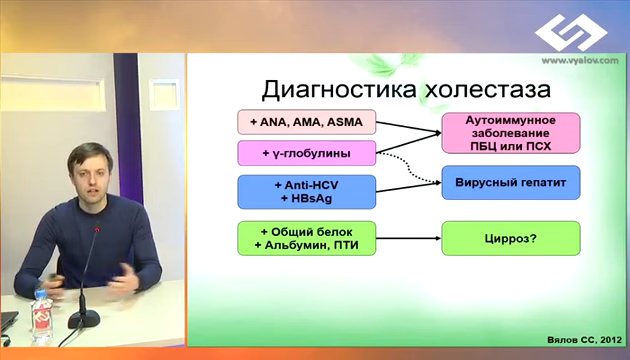 www.vyalov.com
Диагностика холестаза
+ ANA, AMA, ASMA
Аутоиммунное
заболевание
ПБЦ или ПСХ
+ γ-глобулины
+ Anti-HCV
+ HBsAg
Вирусный гепатит
+ Общий белок
+ Альбумин, ПТИ
Цирроз?
Вялов СС, 2012